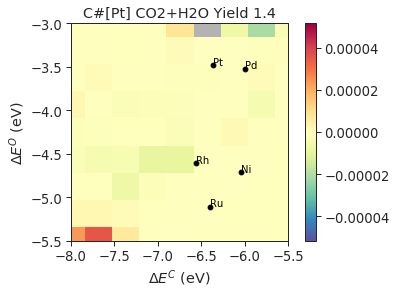 C#[Pt] CO2+H2O Yield 1.4
−3.0
−3.5
−4.0
−4.5
−5.0
−5.5
ΔE^O (eV)
Pt
Pd
Rh
Ni
Ru
−8.0 −7.5 −7.0 −6.5 −6.0 −5.5
ΔE^C (eV)
0.00004
0.00002
0.00000
−0.00002
−0.00004